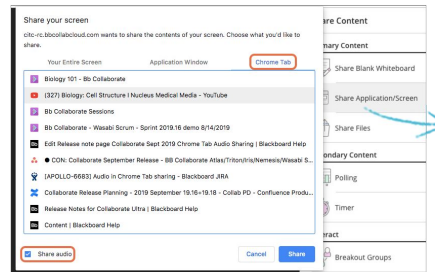 Share your screen
citc-rc.bbcollabcloud.com wants to share the contents of your screen. Choose what you'd like to
share.
Your Entire Screen
Application Window
Chrome Tab
Biology 101 - Bb Collaborate
(327) Biology: Cell Structure I Nucleus Medical Media - YouTube
Bb Collaborate Sessions
Bb Collaborate - Wasabi Scrum - Sprint 2019.16 demo 8/14/2019
Edit Release note page Collaborate Sept 2019 Chrome Tab Audio Sharing | Blackboard Help
● CON: Collaborate September Release - BB Collaborate Atlas/Triton/Iris/Nemesis/Wasabi S...
[APOLLO-6683] Audio in Chrome Tab sharing - Blackboard JIRA
Collaborate Release Planning - 2019 September 19.16+19.18 - Collab PD - Confluence Produ...
Release Notes for Collaborate Ultra | Blackboard Help
Content | Blackboard Help
Share audio
Cancel
Share
are Content
mary Content
Share Blank Whiteboard
Share Application/Screen
Share Files
ondary Content
Polling
Timer
eract
Breakout Groups